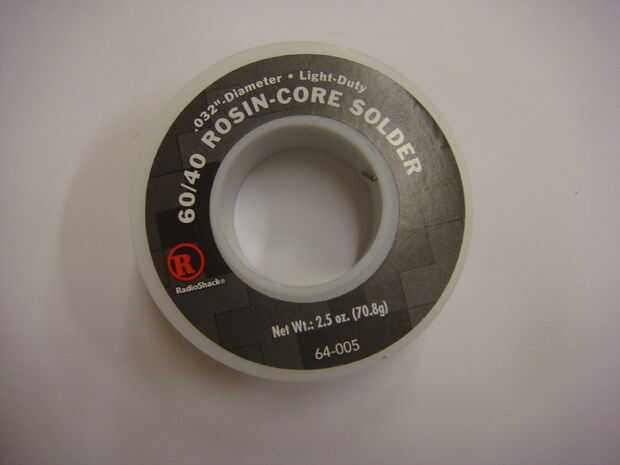 .032"-Diameter • Light-Duty
60/40 ROSIN-CORE SOLDER
R
RadioShack®
Net Wt.: 2.5 oz. (70.8g)
64-005